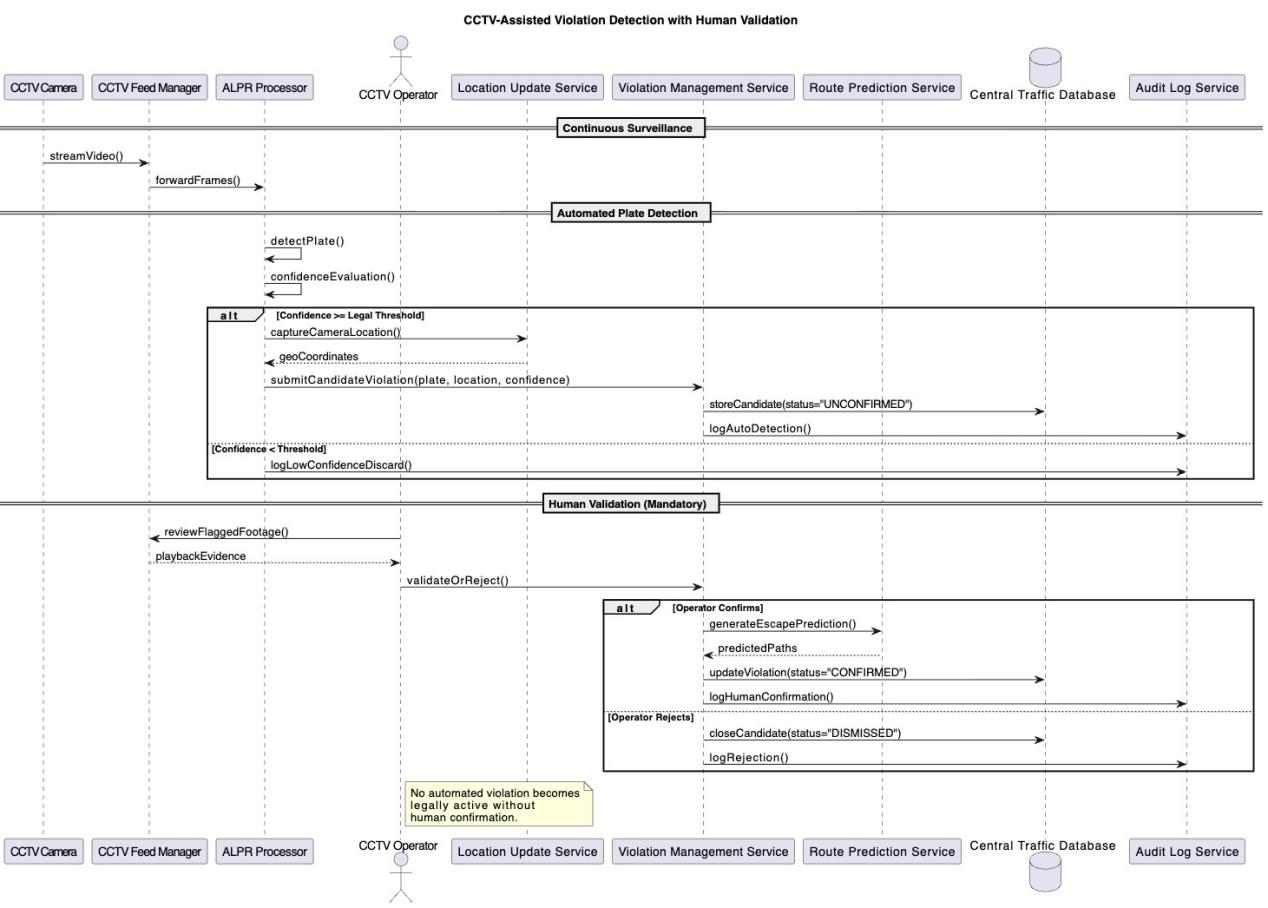 CCTV-Assisted Violation Detection with Human Validation
CCTV Camera
CCTV Feed Manager
ALPR Processor
CCTV Operator
Location Update Service
Violation Management Service
Route Prediction Service
Central Traffic Database
Audit Log Service
Continuous Surveillance
streamVideo()
forwardFrames()
Automated Plate Detection
detectPlate()
confidenceEvaluation()
alt
[Confidence >= Legal Threshold]
captureCameraLocation()
geoCoordinates
submitCandidateViolation(plate, location, confidence)
storeCandidate(status="UNCONFIRMED")
logAutoDetection()
[Confidence < Threshold]
logLowConfidenceDiscard()
Human Validation (Mandatory)
reviewFlaggedFootage()
playbackEvidence
validateOrReject()
alt
[Operator Confirms]
generateEscapePrediction()
predictedPaths
updateViolation(status="CONFIRMED")
logHumanConfirmation()
[Operator Rejects]
closeCandidate(status="DISMISSED")
logRejection()
No automated violation becomes
legally active without
human confirmation.
CCTV Camera
CCTV Feed Manager
ALPR Processor
CCTV Operator
Location Update Service
Violation Management Service
Route Prediction Service
Central Traffic Database
Audit Log Service